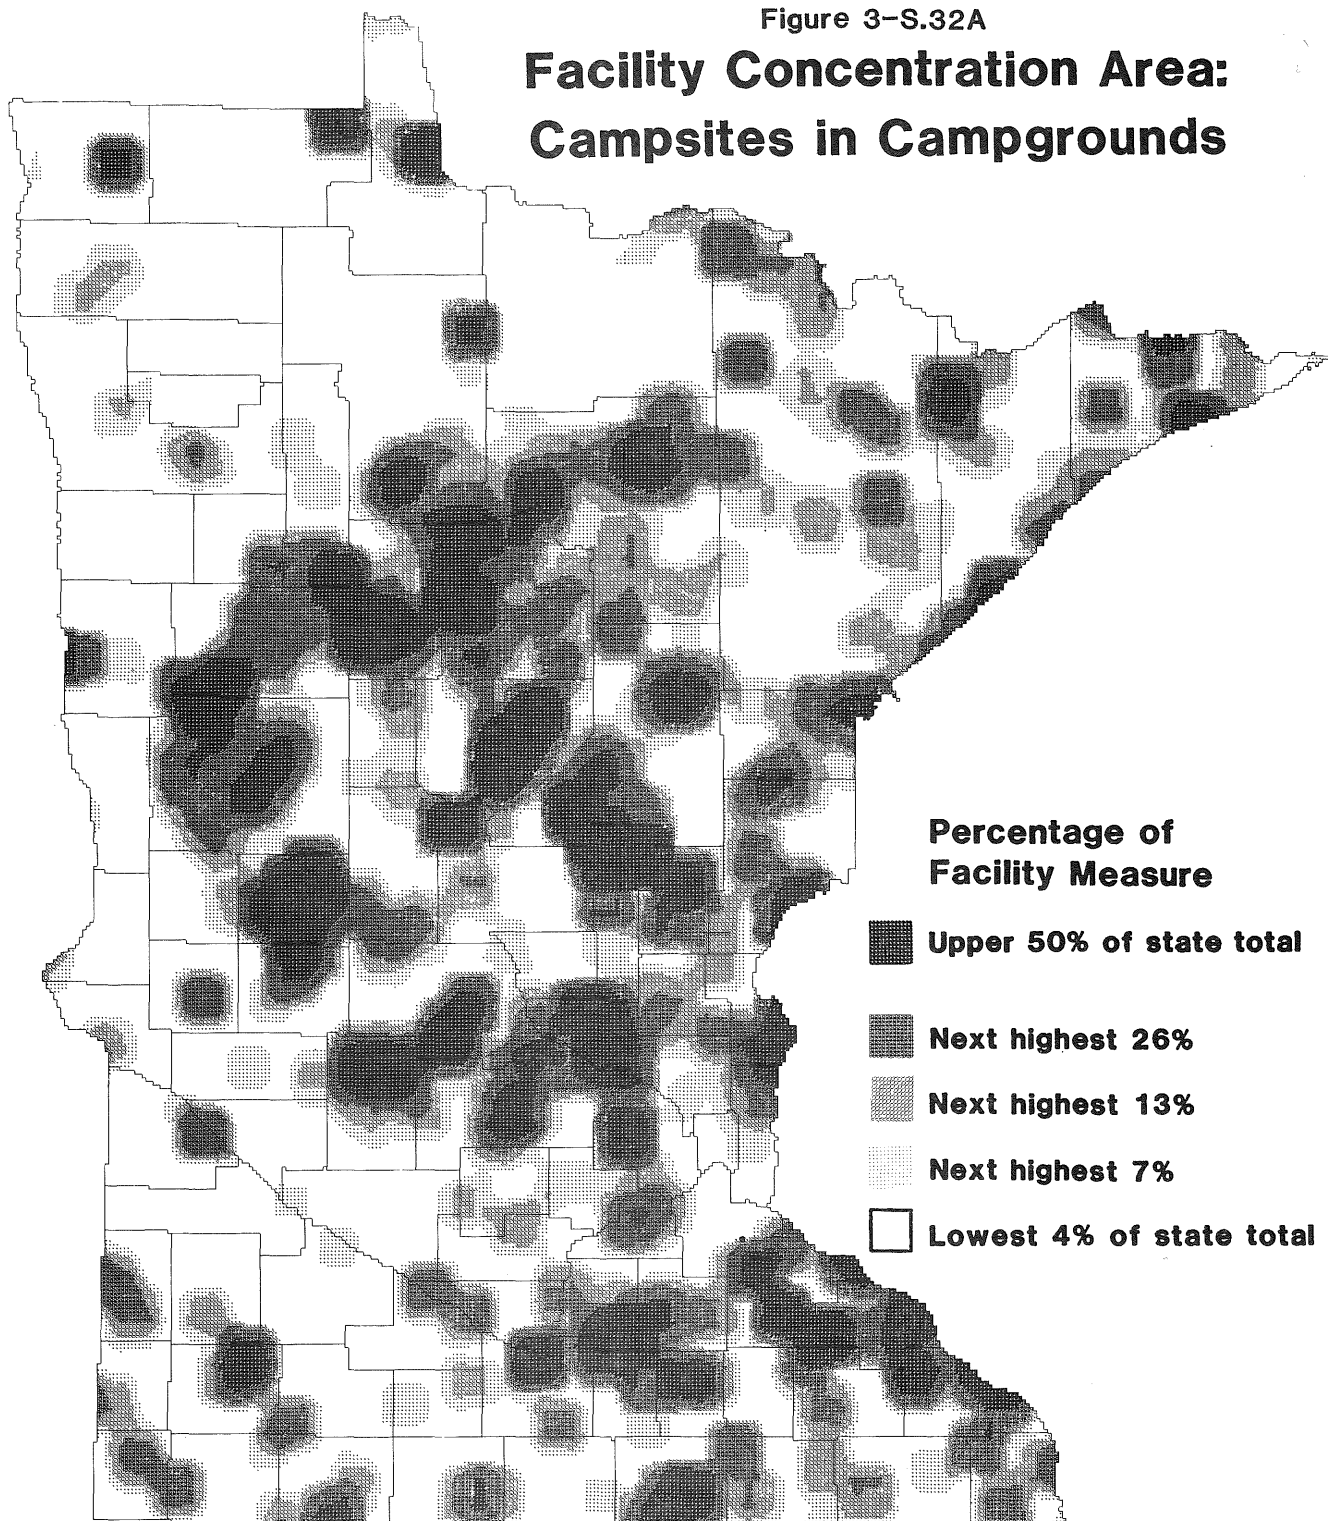 Figure 3-S.32A
Facility Concentration Area:
Campsites in Campgrounds
Percentage of
Facility Measure
Upper 50% of state total
Next highest 26%
Next highest 13%
Next highest 7%
Lowest 4% of state total